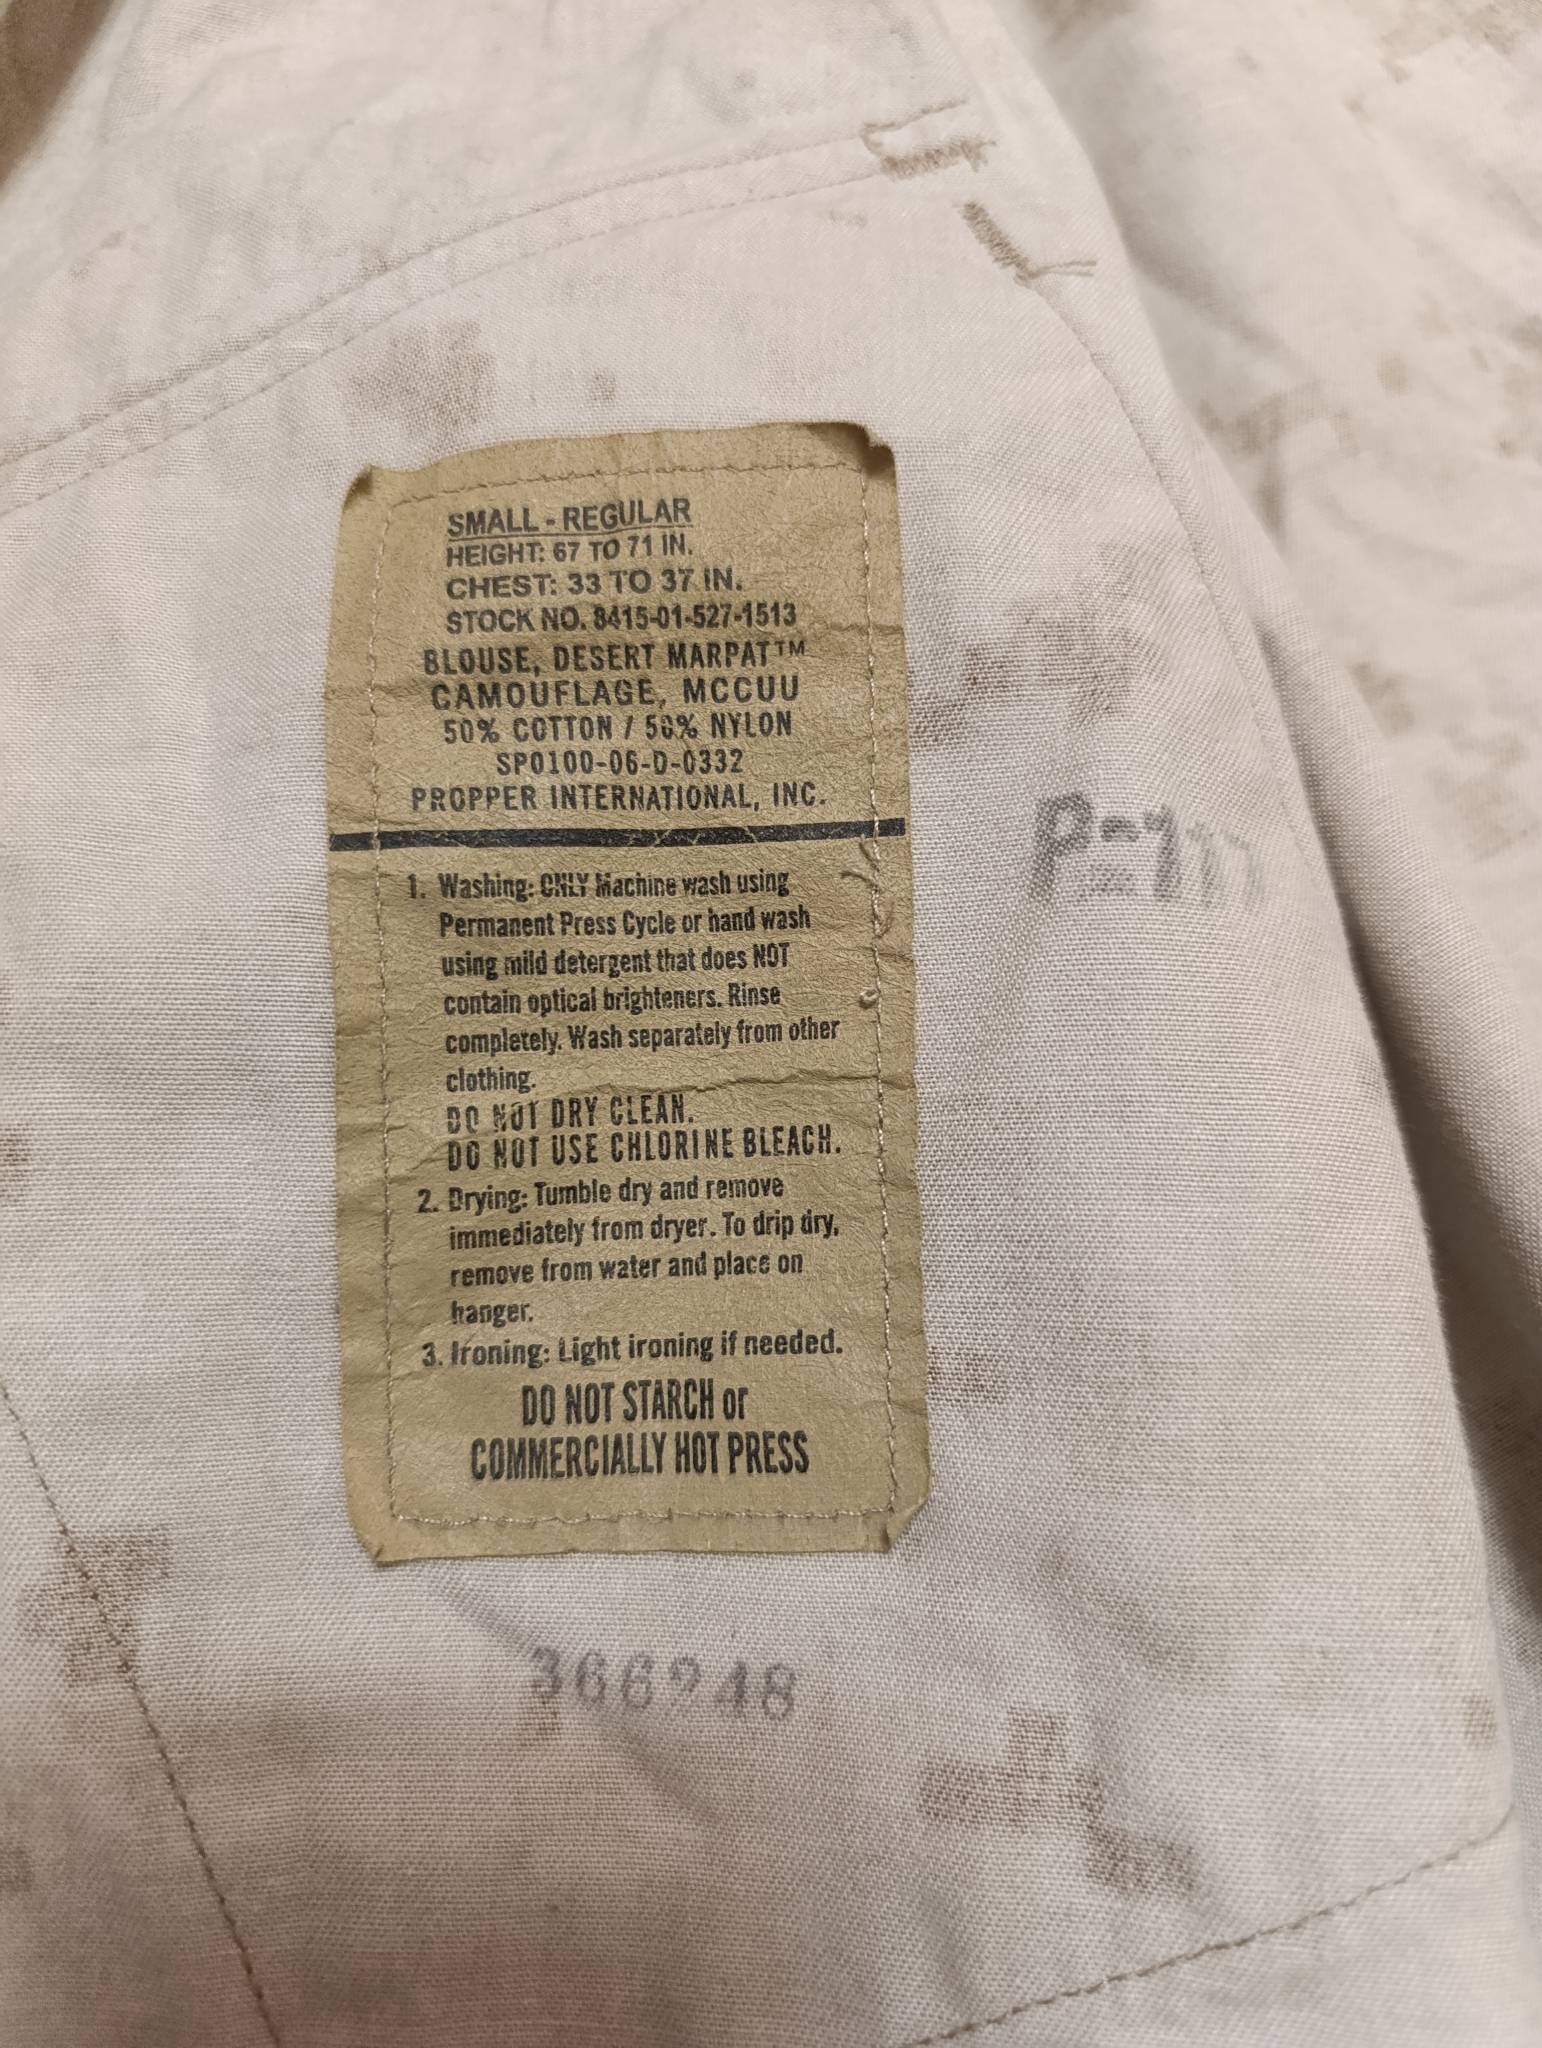 SMALL - REGULAR
HEIGHT: 67 TO 71 IN.
CHEST: 33 TO 37 IN.
STOCK NO. 8415-01-527-1513
BLOUSE, DESERT MARPAT™
CAMOUFLAGE, MCCUU
50% COTTON / 50% NYLON
SP0100-06-D-0332
PROPPER INTERNATIONAL, INC.
1. Washing: ONLY Machine wash using
Permanent Press Cycle or hand wash
using mild detergent that does NOT
contain optical brighteners. Rinse
completely. Wash separately from other
clothing.
DO NOT DRY CLEAN.
DO NOT USE CHLORINE BLEACH.
2. Drying: Tumble dry and remove
immediately from dryer. To drip dry,
remove from water and place on
hanger.
3. Ironing: Light ironing if needed.
DO NOT STARCH or
COMMERCIALLY HOT PRESS
366248